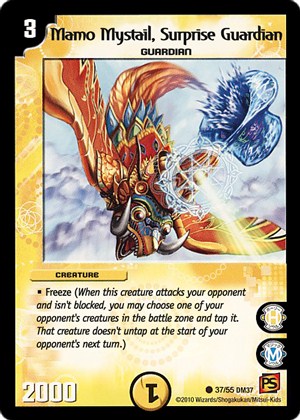 3
Mamo Mystail, Surprise Guardian
GUARDIAN
CREATURE
▪ Freeze (When this creature attacks your opponent
and isn't blocked, you may choose one of your
opponent's creatures in the battle zone and tap it.
That creature doesn't untap at the start of your
opponent's next turn.)
H
M
2000
1
● 37/55 DM37
PS
©2010 Wizards/Shogakukan/Mitsui-Kids